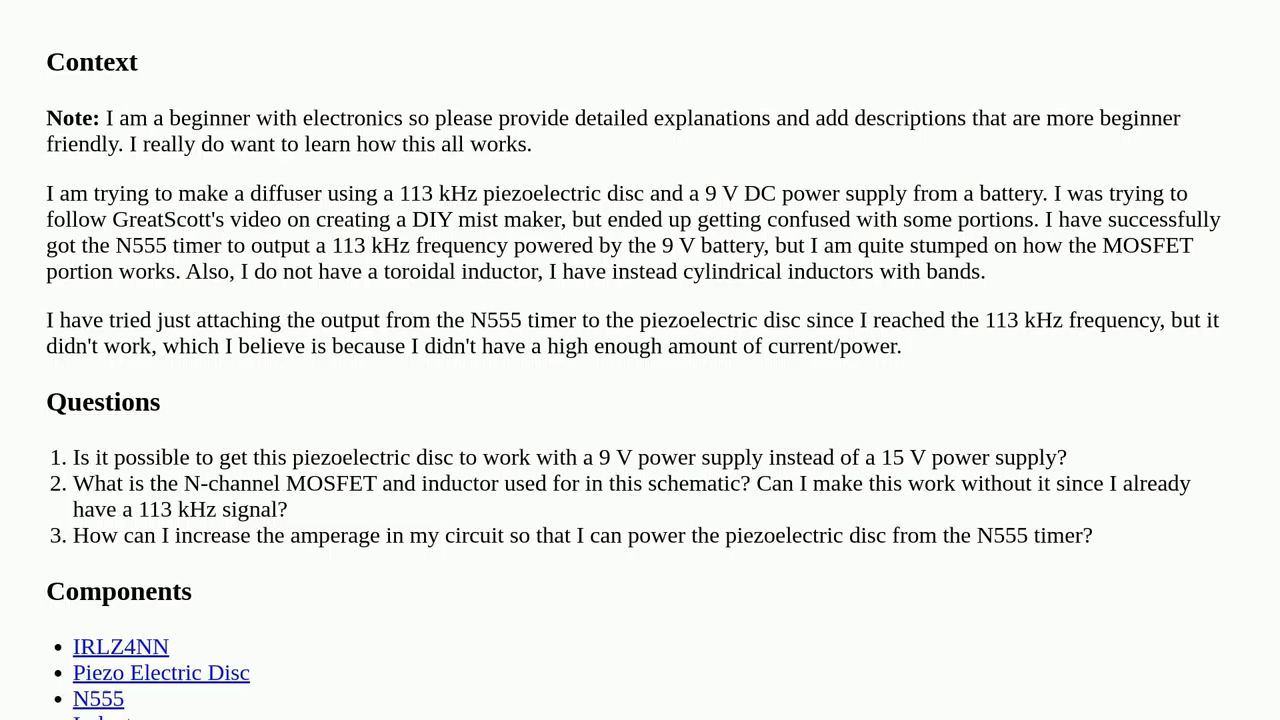 Context
Note: I am a beginner with electronics so please provide detailed explanations and add descriptions that are more beginner
friendly. I really do want to learn how this all works.
I am trying to make a diffuser using a 113 kHz piezoelectric disc and a 9 V DC power supply from a battery. I was trying to
follow GreatScott's video on creating a DIY mist maker, but ended up getting confused with some portions. I have successfully
got the N555 timer to output a 113 kHz frequency powered by the 9 V battery, but I am quite stumped on how the MOSFET
portion works. Also, I do not have a toroidal inductor, I have instead cylindrical inductors with bands.
I have tried just attaching the output from the N555 timer to the piezoelectric disc since I reached the 113 kHz frequency, but it
didn't work, which I believe is because I didn't have a high enough amount of current/power.
Questions
1. Is it possible to get this piezoelectric disc to work with a 9 V power supply instead of a 15 V power supply?
2. What is the N-channel MOSFET and inductor used for in this schematic? Can I make this work without it since I already
have a 113 kHz signal?
3. How can I increase the amperage in my circuit so that I can power the piezoelectric disc from the N555 timer?
Components
• IRLZ4NN
• Piezo Electric Disc
• N555